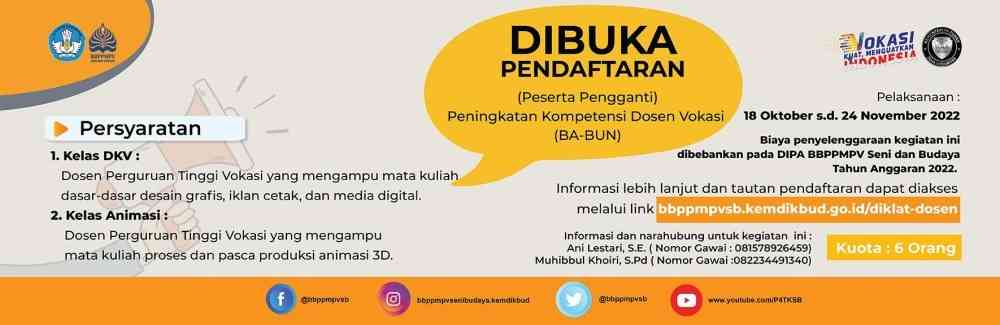 BBPPMPV
VOKASI
KUAT, MENGUATKAN
INDONESIA
DIBUKA
PENDAFTARAN
(Peserta Pengganti)
Peningkatan Kompetensi Dosen Vokasi
(BA-BUN)
Persyaratan
1. Kelas DKV :
Dosen Perguruan Tinggi Vokasi yang mengampu mata kuliah
dasar-dasar desain grafis, iklan cetak, dan media digital.
2. Kelas Animasi :
Dosen Perguruan Tinggi Vokasi yang mengampu
mata kuliah proses dan pasca produksi animasi 3D.
Pelaksanaan :
18 Oktober s.d. 24 November 2022
Biaya penyelenggaraan kegiatan ini
dibebankan pada DIPA BBPPMPV Seni dan Budaya
Tahun Anggaran 2022.
Informasi lebih lanjut dan tautan pendaftaran dapat diakses
melalui link bbppmpvsb.kemdikbud.go.id/diklat-dosen
Informasi dan narahubung untuk kegiatan ini :
Ani Lestari, S.E. ( Nomor Gawai : 081578926459)
Muhibbul Khoiri, S.Pd ( Nomor Gawai :082234491340)
Kuota : 6 Orang
@bbppmpvsb
bbppmpvsenibudaya.kemdikbud
@bbppmpvsb
www.youtube.com/P4TKSB